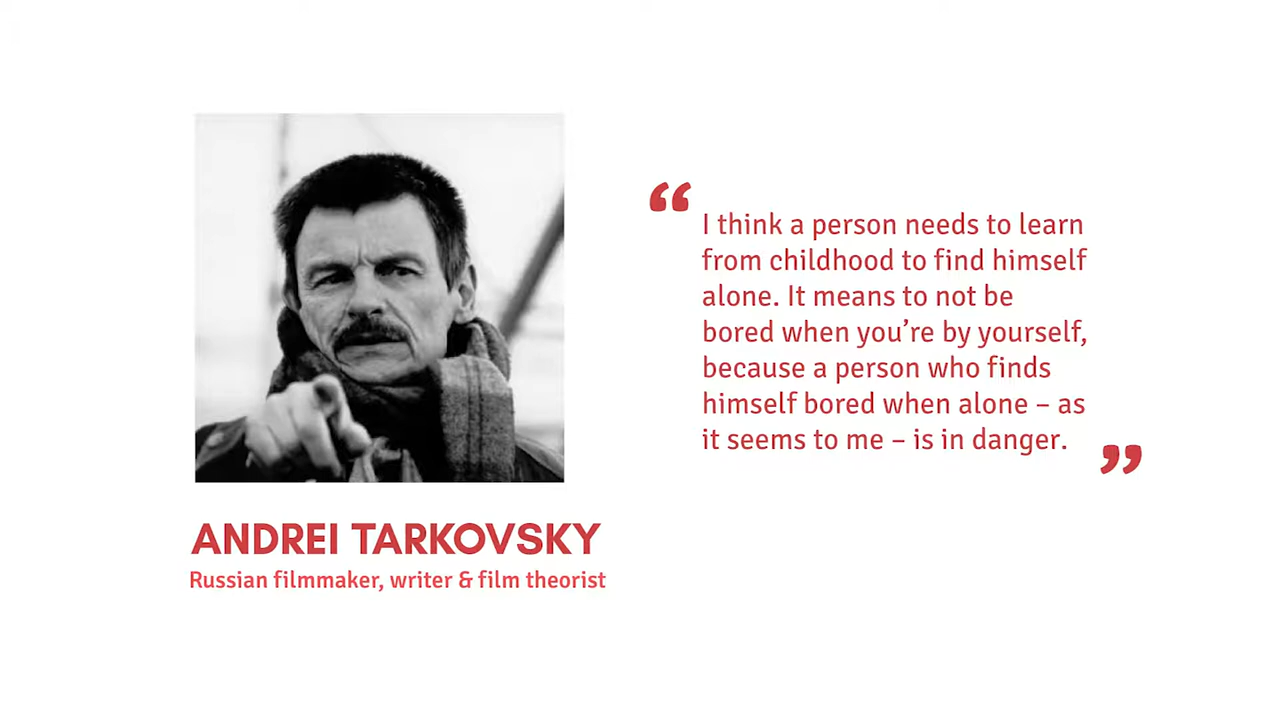 “
I think a person needs to learn
from childhood to find himself
alone. It means to not be
bored when you’re by yourself,
because a person who finds
himself bored when alone – as
it seems to me – is in danger.
”
ANDREI TARKOVSKY
Russian filmmaker, writer & film theorist